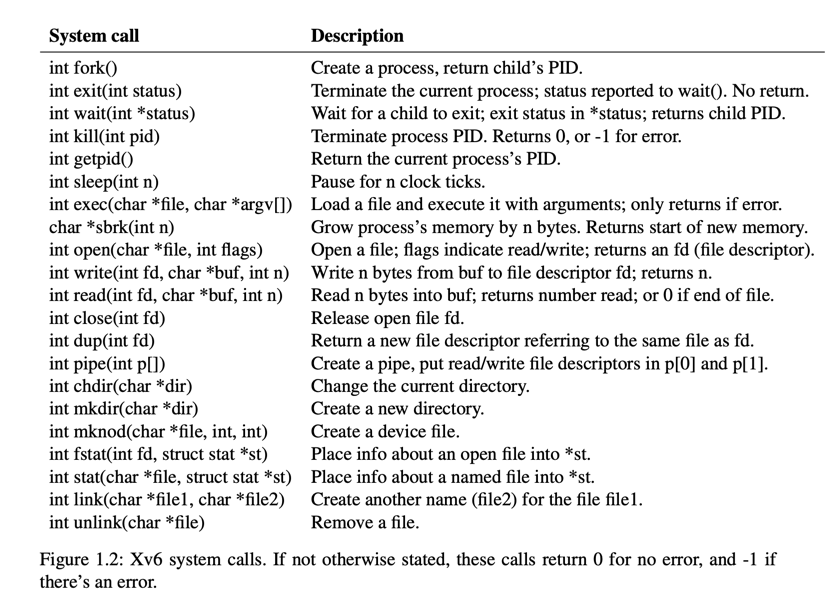 System call Description
int fork() Create a process, return child’s PID.
int exit(int status) Terminate the current process; status reported to wait(). No return.
int wait(int *status) Wait for a child to exit; exit status in *status; returns child PID.
int kill(int pid) Terminate process PID. Returns 0, or -1 for error.
int getpid() Return the current process’s PID.
int sleep(int n) Pause for n clock ticks.
int exec(char *file, char *argv[]) Load a file and execute it with arguments; only returns if error.
char *sbrk(int n) Grow process’s memory by n bytes. Returns start of new memory.
int open(char *file, int flags) Open a file; flags indicate read/write; returns an fd (file descriptor).
int write(int fd, char *buf, int n) Write n bytes from buf to file descriptor fd; returns n.
int read(int fd, char *buf, int n) Read n bytes into buf; returns number read; or 0 if end of file.
int close(int fd) Release open file fd.
int dup(int fd) Return a new file descriptor referring to the same file as fd.
int pipe(int p[]) Create a pipe, put read/write file descriptors in p[0] and p[1].
int chdir(char *dir) Change the current directory.
int mkdir(char *dir) Create a new directory.
int mknod(char *file, int, int) Create a device file.
int fstat(int fd, struct stat *st) Place info about an open file into *st.
int stat(char *file, struct stat *st) Place info about a named file into *st.
int link(char *file1, char *file2) Create another name (file2) for the file file1.
int unlink(char *file) Remove a file.
Figure 1.2: Xv6 system calls. If not otherwise stated, these calls return 0 for no error, and -1 if
there’s an error.